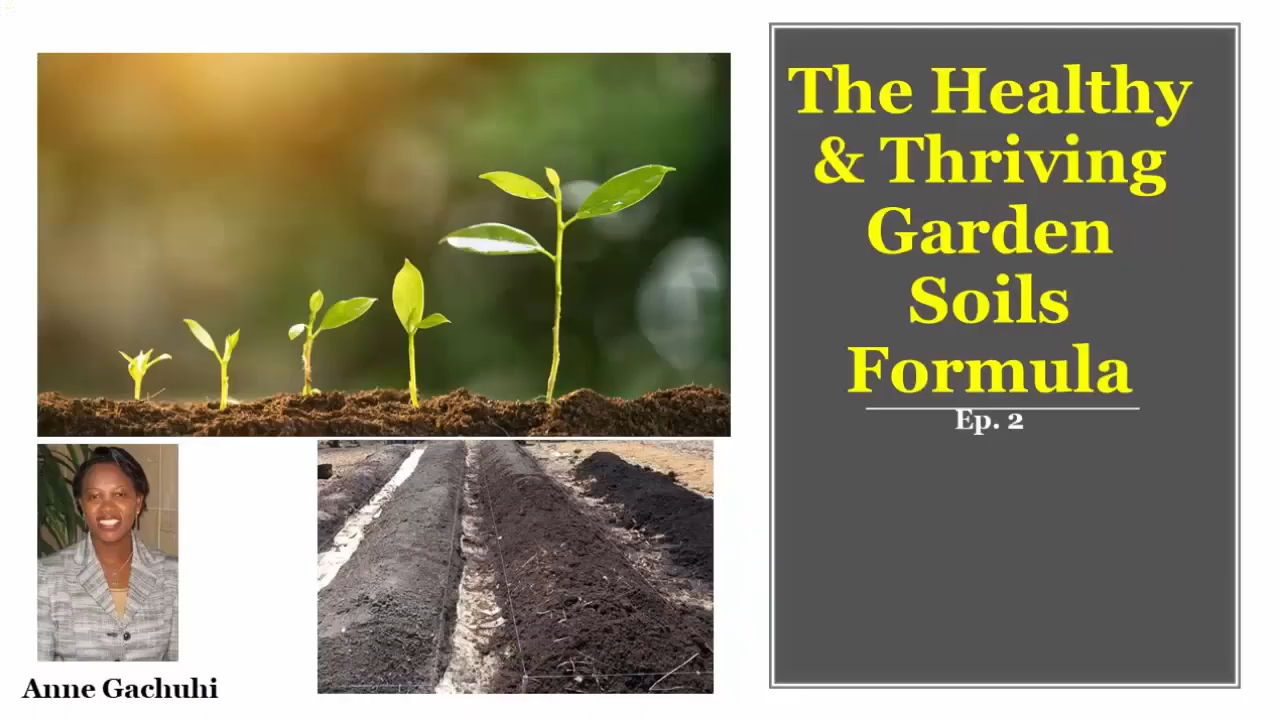 The Healthy
& Thriving
Garden
Soils
Formula
Ep. 2
Anne Gachuhi